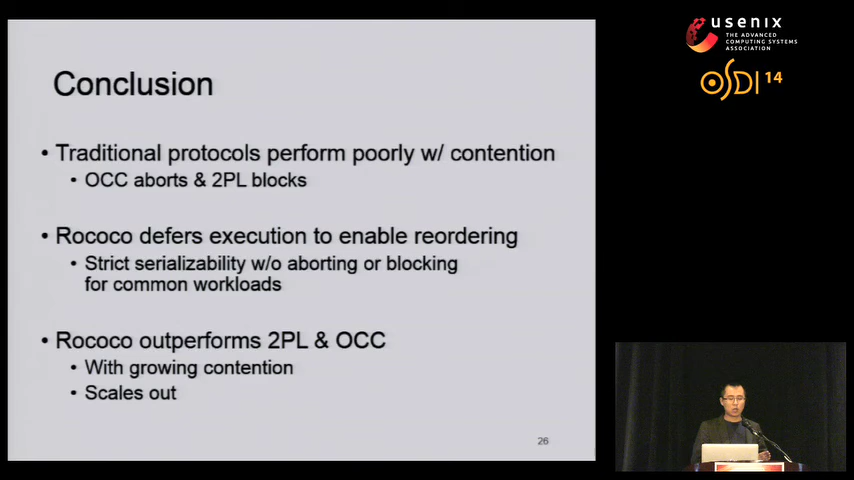 Conclusion
• Traditional protocols perform poorly w/ contention
• OCC aborts & 2PL blocks
• Rococo defers execution to enable reordering
• Strict serializability w/o aborting or blocking
for common workloads
• Rococo outperforms 2PL & OCC
• With growing contention
• Scales out
26
usenix
THE ADVANCED
COMPUTING SYSTEMS
ASSOCIATION
OSDI 14